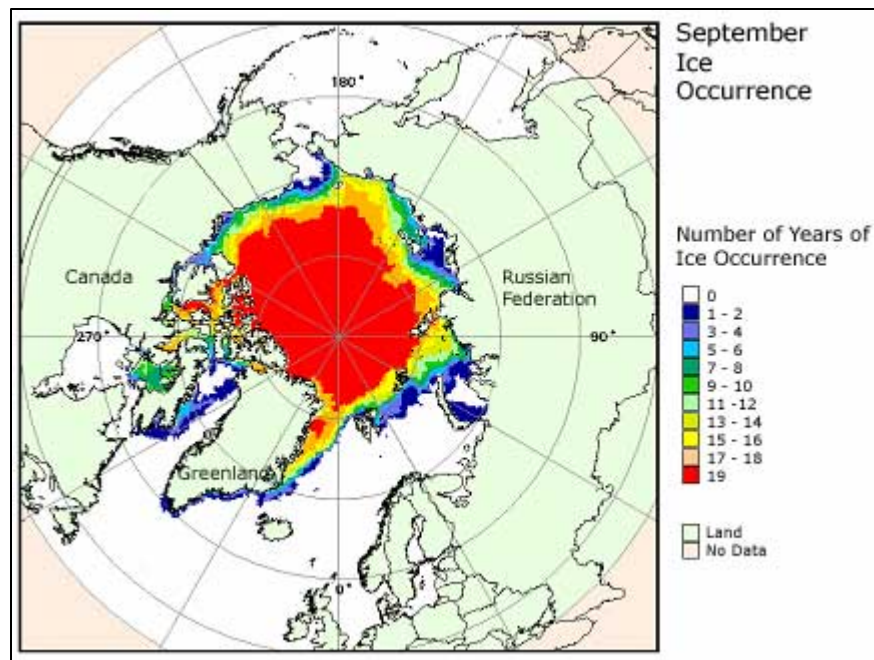 September
Ice
Occurrence
180°
Canada
Russian
Federation
270°
90°
Greenland
0°
Number of Years of
Ice Occurrence
0
1 - 2
3 - 4
5 - 6
7 - 8
9 - 10
11 -12
13 - 14
15 - 16
17 - 18
19
Land
No Data